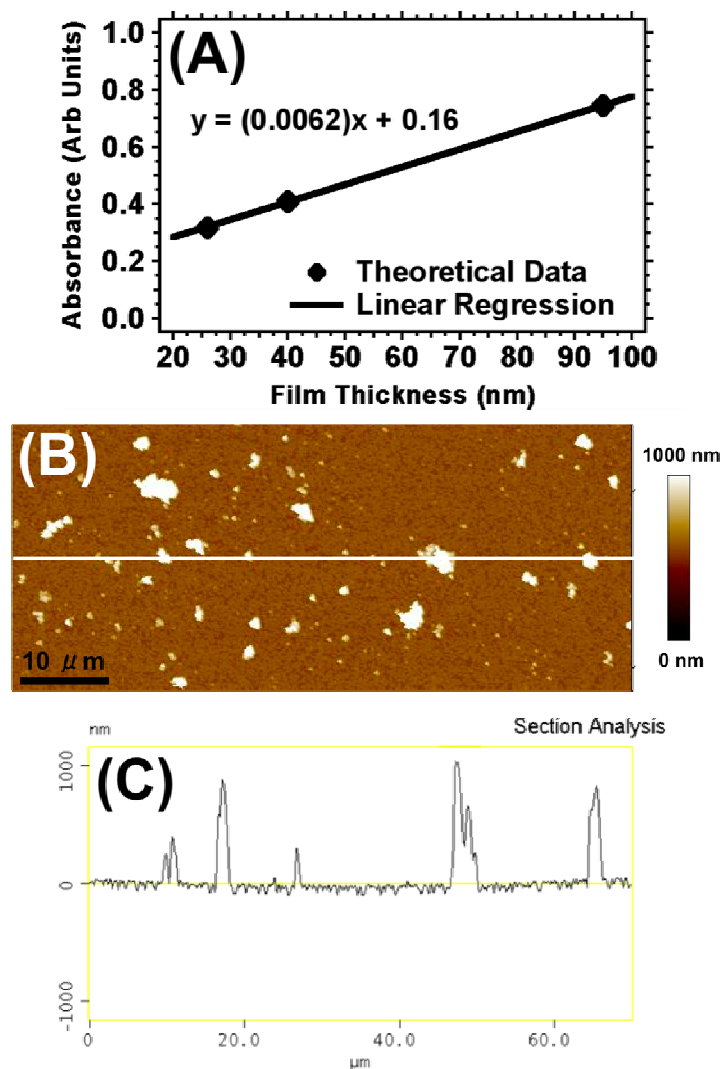 (A)
Absorbance (Arb Units)
1.0
0.8
0.6
0.4
0.2
0.0
y = (0.0062)x + 0.16
Theoretical Data
Linear Regression
20 30 40 50 60 70 80 90 100
Film Thickness (nm)
(B)
10 μm
1000 nm
0 nm
nm
Section Analysis
(C)
1000
0
-1000
0 20.0 40.0 60.0
μm